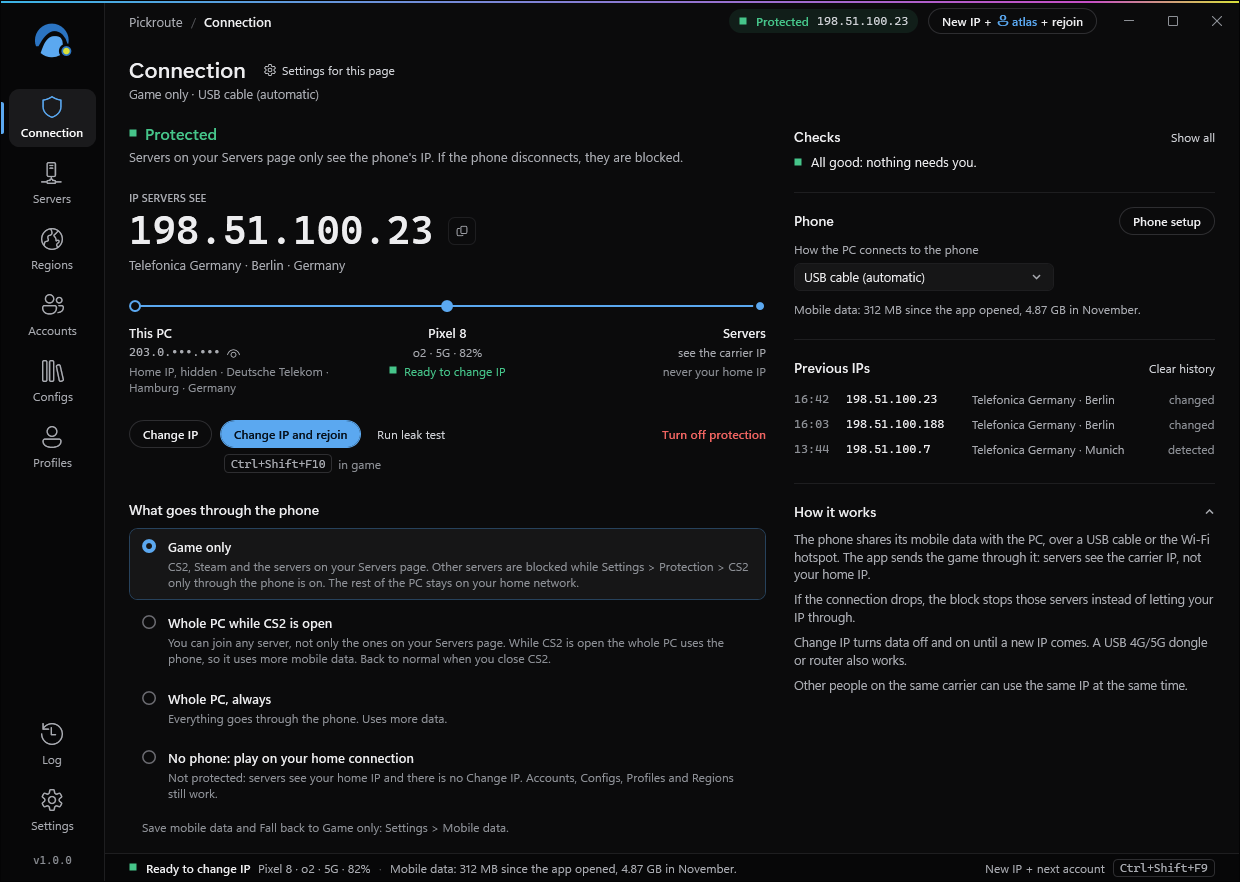 Pickroute / Connection
Protected 198.51.100.23
New IP + atlas + rejoin
Connection
Servers
Regions
Accounts
Configs
Profiles
Log
Settings
v1.0.0
Connection
Settings for this page
Game only · USB cable (automatic)
Protected
Servers on your Servers page only see the phone's IP. If the phone disconnects, they are blocked.
IP SERVERS SEE
198.51.100.23
Telefonica Germany · Berlin · Germany
This PC
203.0.•••.•••
Home IP, hidden · Deutsche Telekom ·
Hamburg · Germany
Pixel 8
o2 · 5G · 82%
Ready to change IP
Servers
see the carrier IP
never your home IP
Change IP
Change IP and rejoin
Run leak test
Turn off protection
Ctrl+Shift+F10 in game
What goes through the phone
Game only
CS2, Steam and the servers on your Servers page. Other servers are blocked while Settings > Protection > CS2
only through the phone is on. The rest of the PC stays on your home network.
Whole PC while CS2 is open
You can join any server, not only the ones on your Servers page. While CS2 is open the whole PC uses the
phone, so it uses more mobile data. Back to normal when you close CS2.
Whole PC, always
Everything goes through the phone. Uses more data.
No phone: play on your home connection
Not protected: servers see your home IP and there is no Change IP. Accounts, Configs, Profiles and Regions
still work.
Save mobile data and Fall back to Game only: Settings > Mobile data.
Checks
Show all
All good: nothing needs you.
Phone
Phone setup
How the PC connects to the phone
USB cable (automatic)
Mobile data: 312 MB since the app opened, 4.87 GB in November.
Previous IPs
Clear history
16:42 198.51.100.23 Telefonica Germany · Berlin changed
16:03 198.51.100.188 Telefonica Germany · Berlin changed
13:44 198.51.100.7 Telefonica Germany · Munich detected
How it works
The phone shares its mobile data with the PC, over a USB cable or the Wi-Fi
hotspot. The app sends the game through it: servers see the carrier IP, not
your home IP.
If the connection drops, the block stops those servers instead of letting your
IP through.
Change IP turns data off and on until a new IP comes. A USB 4G/5G dongle
or router also works.
Other people on the same carrier can use the same IP at the same time.
Ready to change IP Pixel 8 · o2 · 5G · 82% · Mobile data: 312 MB since the app opened, 4.87 GB in November.
New IP + next account Ctrl+Shift+F9